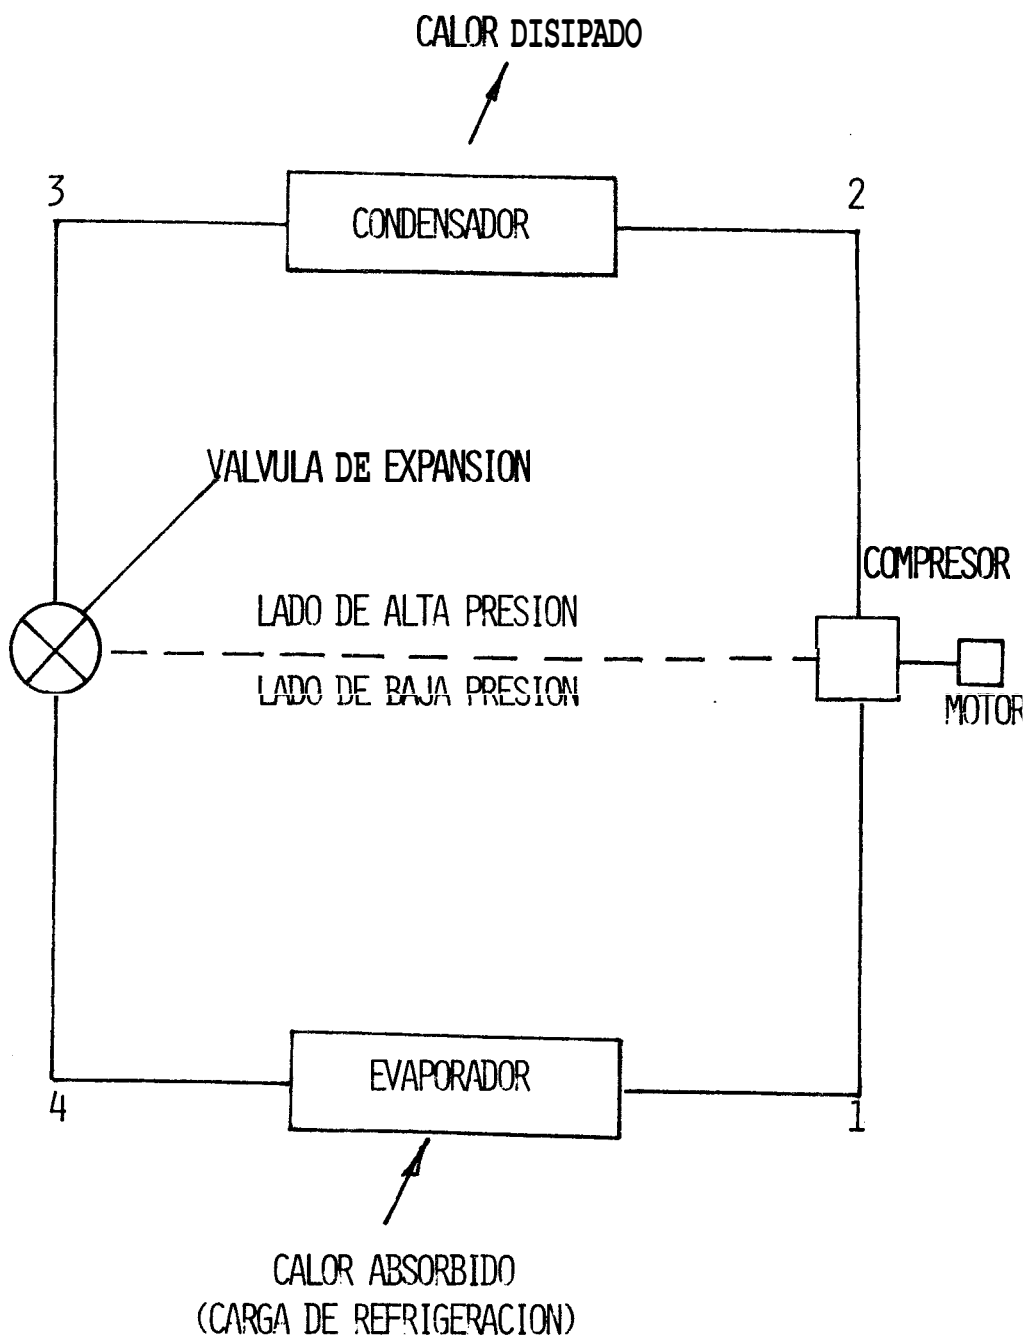 CALOR DISIPADO
3
2
CONDENSADOR
VALVULA DE EXPANSION
COMPRESOR
LADO DE ALTA PRESION
LADO DE BAJA PRESION
MOTOR
EVAPORADOR
4
1
CALOR ABSORBIDO
(CARGA DE REFRIGERACION)